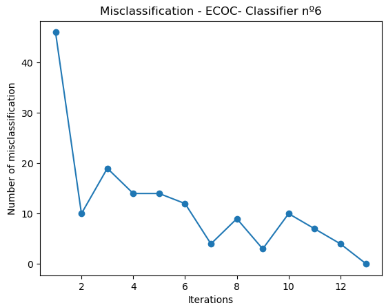 Misclassification - ECOC- Classifier nº6
Number of misclassification
40
30
20
10
0
2 4 6 8 10 12
Iterations